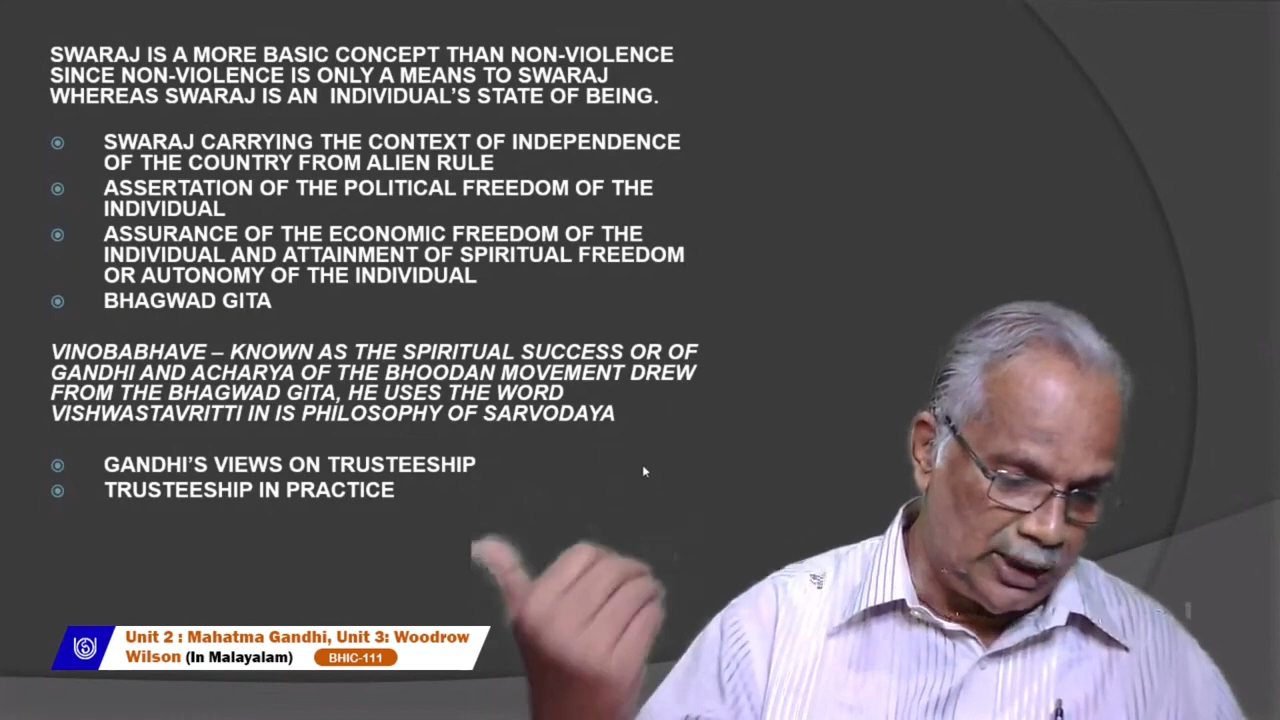 SWARAJ IS A MORE BASIC CONCEPT THAN NON-VIOLENCE
SINCE NON-VIOLENCE IS ONLY A MEANS TO SWARAJ
WHEREAS SWARAJ IS AN INDIVIDUAL'S STATE OF BEING.
SWARAJ CARRYING THE CONTEXT OF INDEPENDENCE
OF THE COUNTRY FROM ALIEN RULE
ASSERTATION OF THE POLITICAL FREEDOM OF THE
INDIVIDUAL
ASSURANCE OF THE ECONOMIC FREEDOM OF THE
INDIVIDUAL AND ATTAINMENT OF SPIRITUAL FREEDOM
OR AUTONOMY OF THE INDIVIDUAL
BHAGWAD GITA
VINOBABHAVE – KNOWN AS THE SPIRITUAL SUCCESS OR OF
GANDHI AND ACHARYA OF THE BHOODAN MOVEMENT DREW
FROM THE BHAGWAD GITA, HE USES THE WORD
VISHWASTAVRITTI IN IS PHILOSOPHY OF SARVODAYA
GANDHI'S VIEWS ON TRUSTEESHIP
TRUSTEESHIP IN PRACTICE
Unit 2 : Mahatma Gandhi, Unit 3: Woodrow
Wilson (In Malayalam) BHIC-111